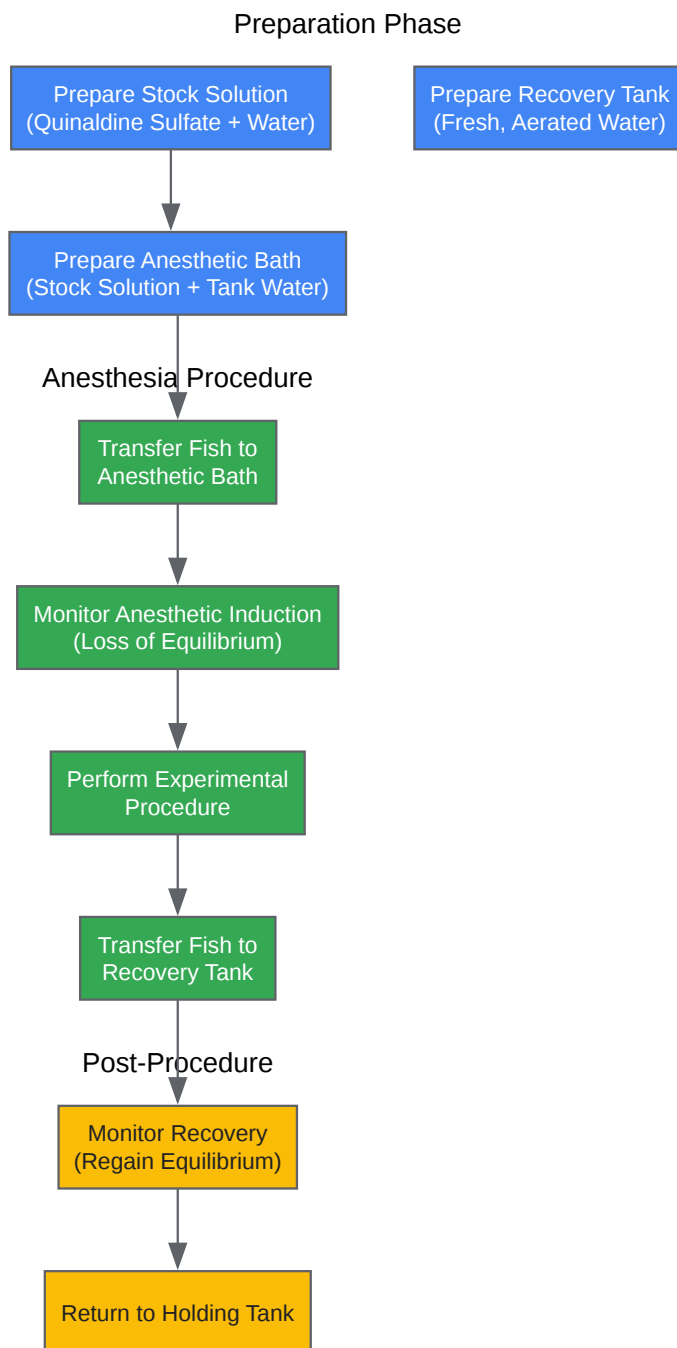 Preparation Phase
Prepare Stock Solution
(Quinaldine Sulfate + Water)
Prepare Recovery Tank
(Fresh, Aerated Water)
Prepare Anesthetic Bath
(Stock Solution + Tank Water)
Anesthesia Procedure
Transfer Fish to
Anesthetic Bath
Monitor Anesthetic Induction
(Loss of Equilibrium)
Perform Experimental
Procedure
Transfer Fish to
Recovery Tank
Post-Procedure
Monitor Recovery
(Regain Equilibrium)
Return to Holding Tank